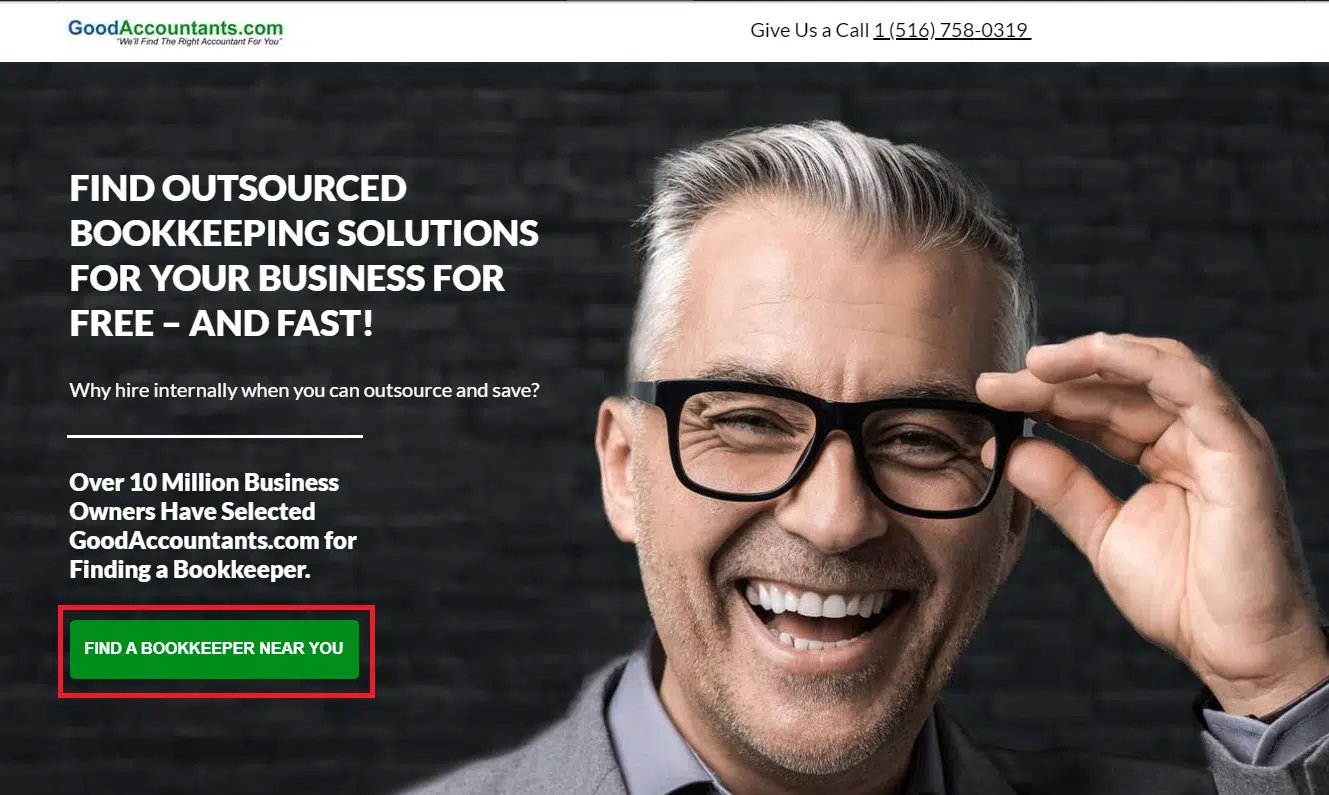 GoodAccountants.com
"We'll Find The Right Accountant For You"
Give Us a Call 1 (516) 758-0319
FIND OUTSOURCED
BOOKKEEPING SOLUTIONS
FOR YOUR BUSINESS FOR
FREE – AND FAST!
Why hire internally when you can outsource and save?
Over 10 Million Business
Owners Have Selected
GoodAccountants.com for
Finding a Bookkeeper.
FIND A BOOKKEEPER NEAR YOU